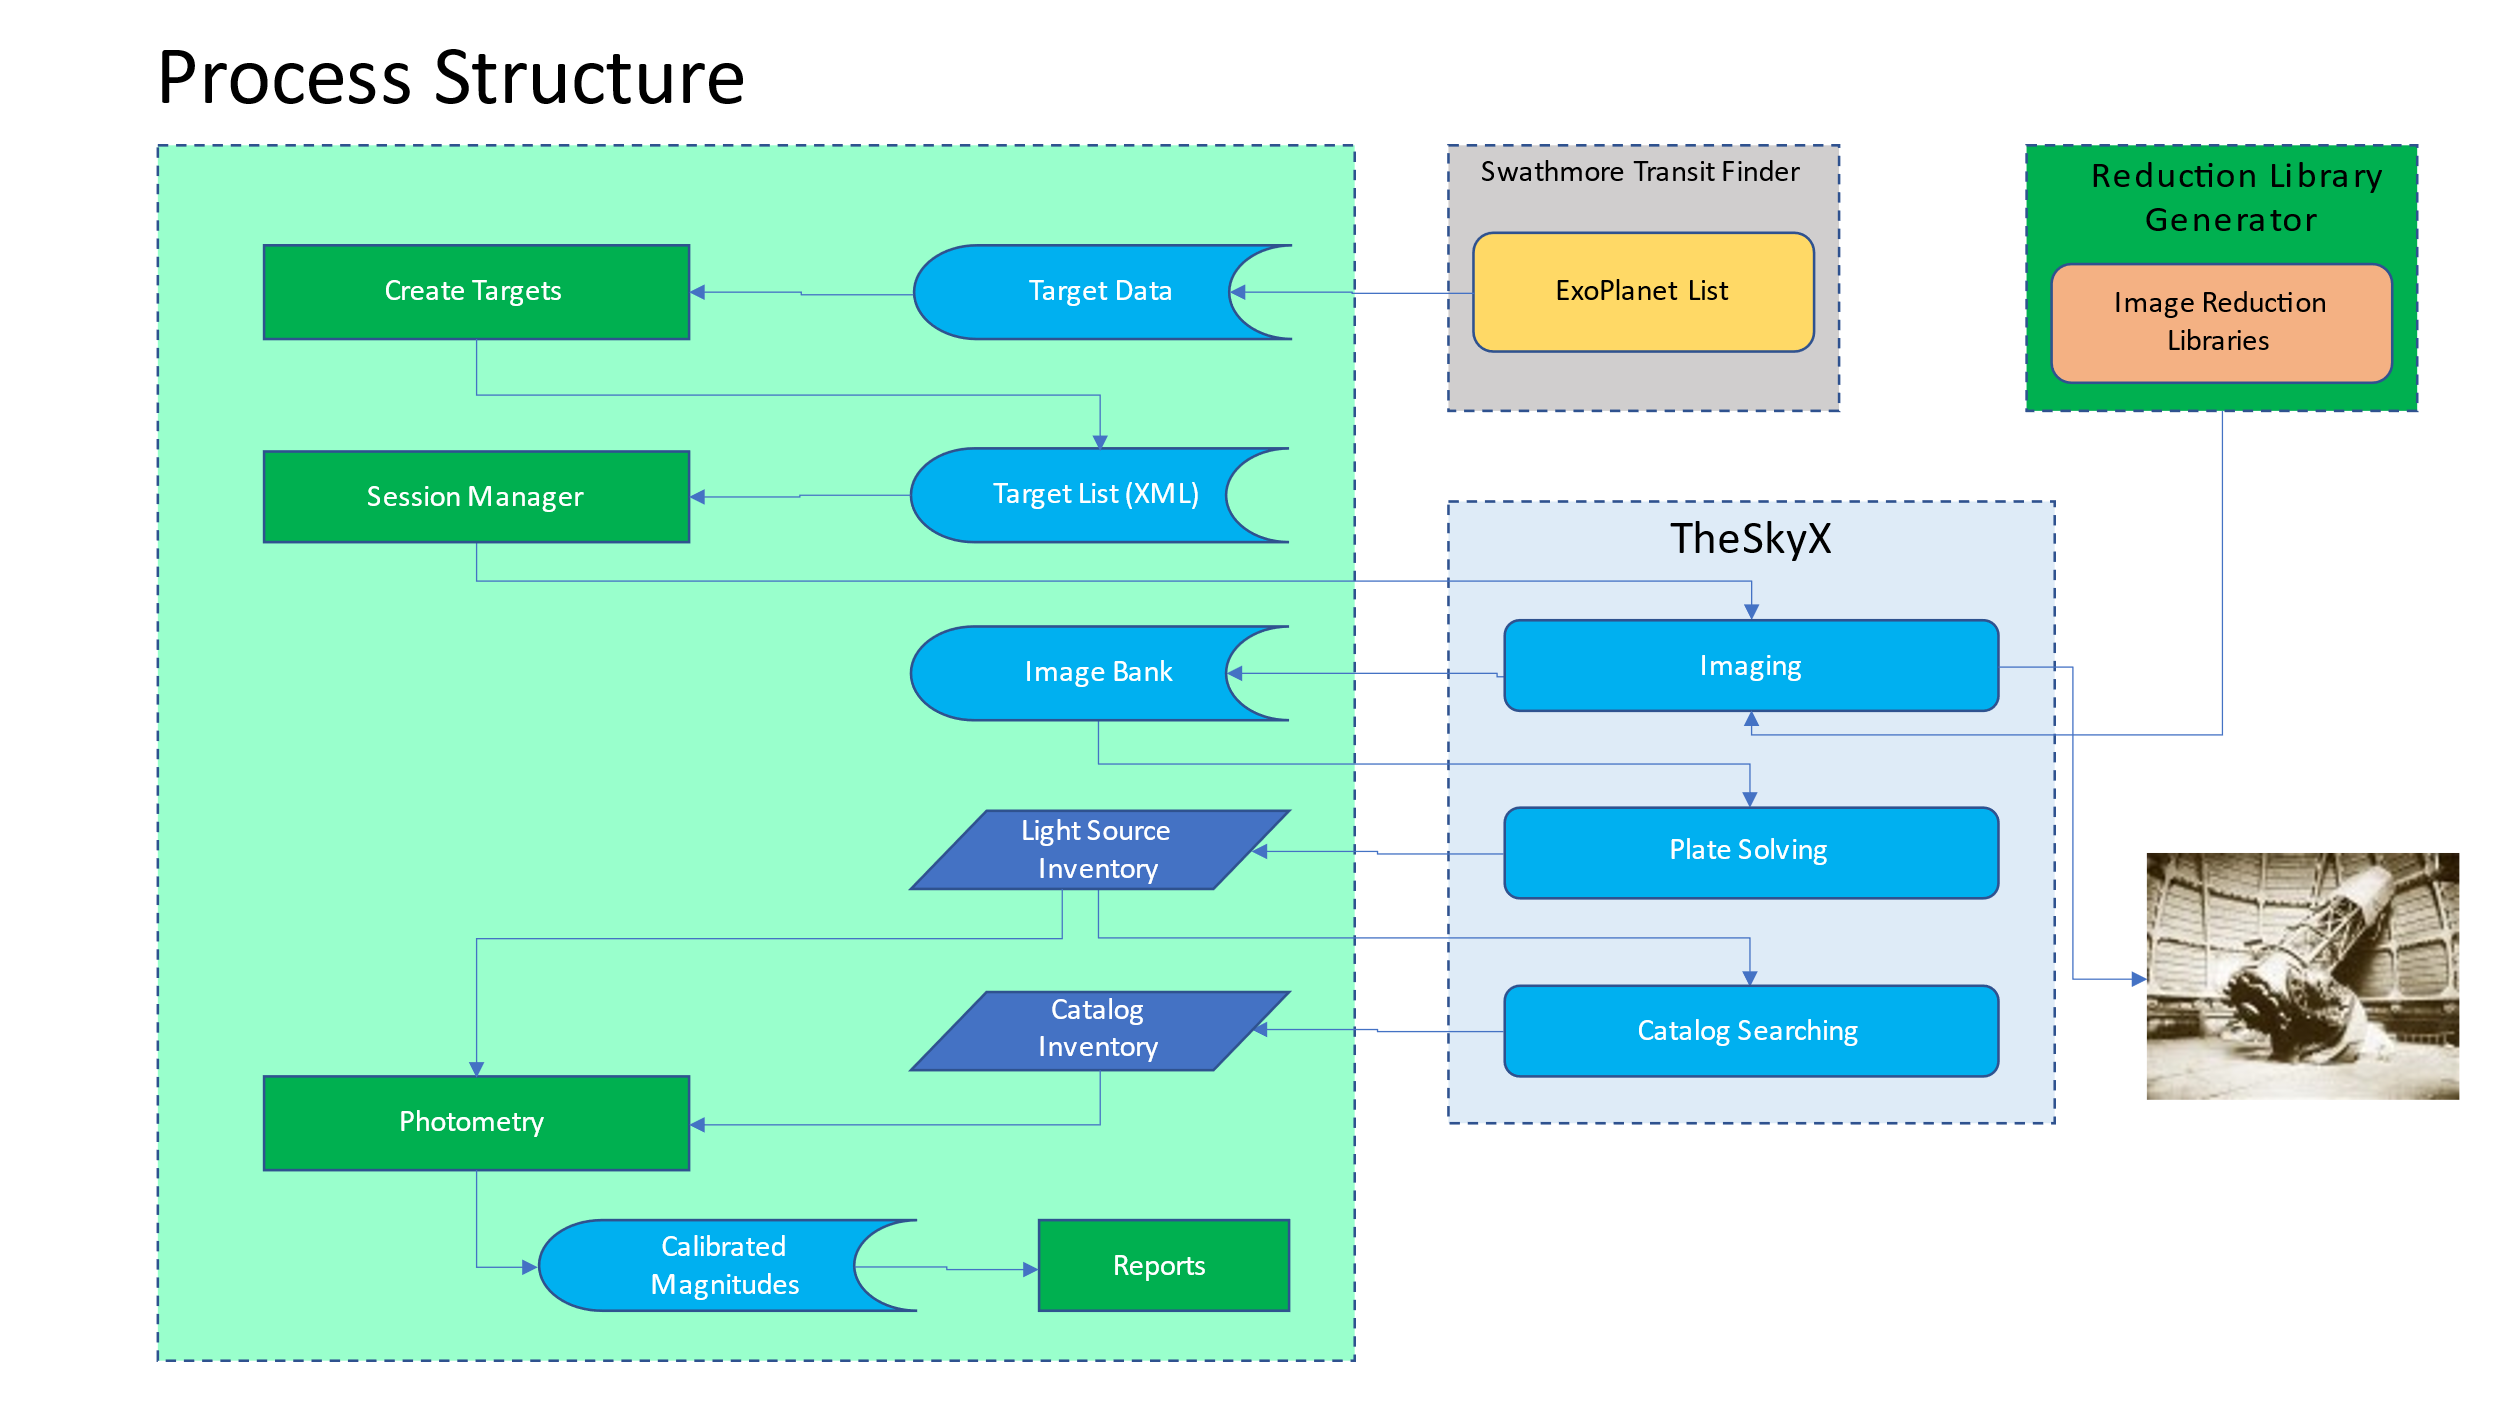 Process Structure
Swathmore Transit Finder
Reduction Library
Generator
Create Targets
Target Data
ExoPlanet List
Image Reduction
Libraries
Session Manager
Target List (XML)
TheSkyX
Image Bank
Imaging
Light Source
Inventory
Plate Solving
Catalog
Inventory
Catalog Searching
Photometry
Calibrated
Magnitudes
Reports